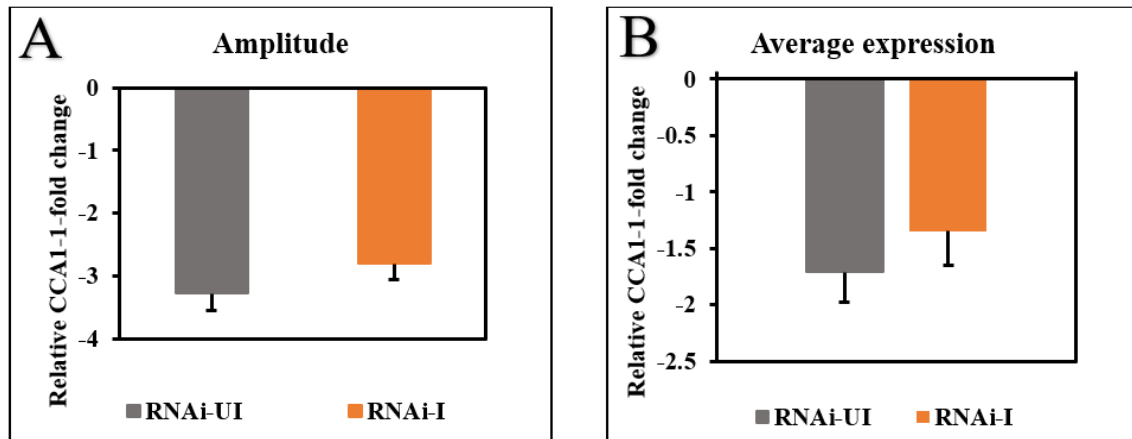 A
Amplitude
Relative CCA1-1-fold change
0
-1
-2
-3
-4
RNAi-UI
RNAi-I
B
Average expression
Relative CCA1-1-fold change
0
-0.5
-1
-1.5
-2
-2.5
RNAi-UI
RNAi-I